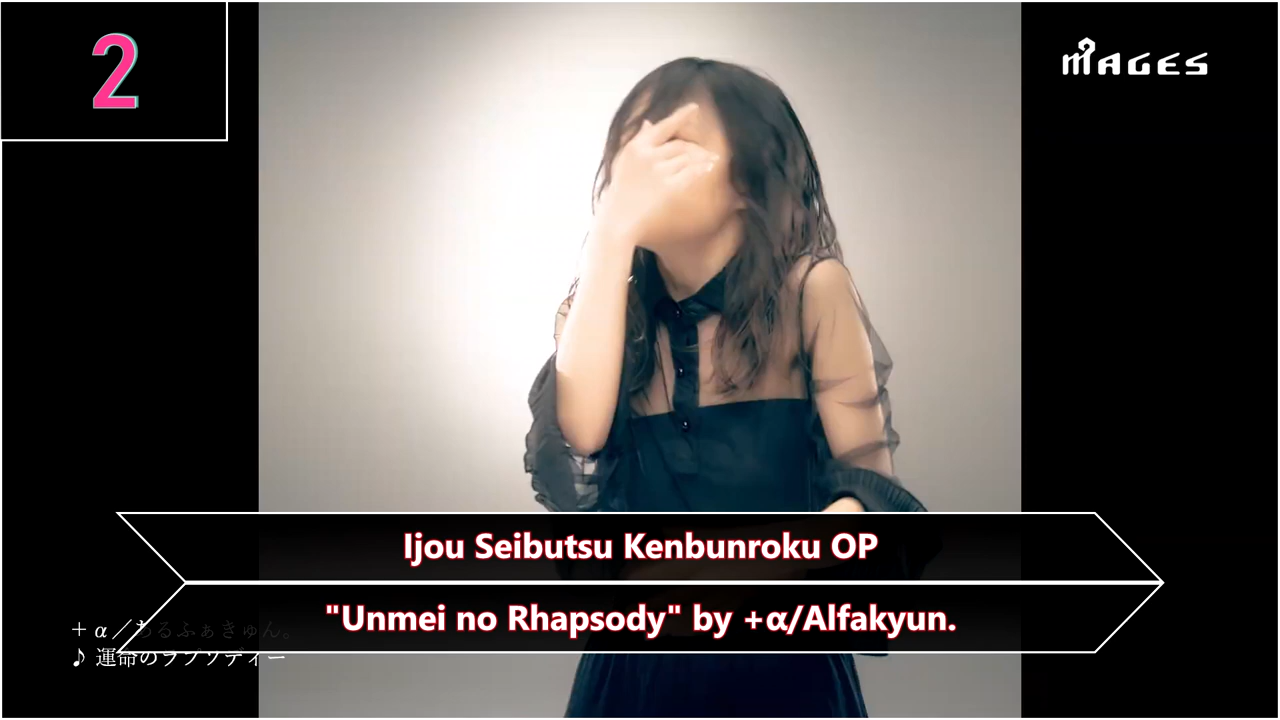 2
MAGES
Ijou Seibutsu Kenbunroku OP
"Unmei no Rhapsody" by +α/Alfakyun.
+α/あるふぁきゅん。
♪ 運命のラプソディー